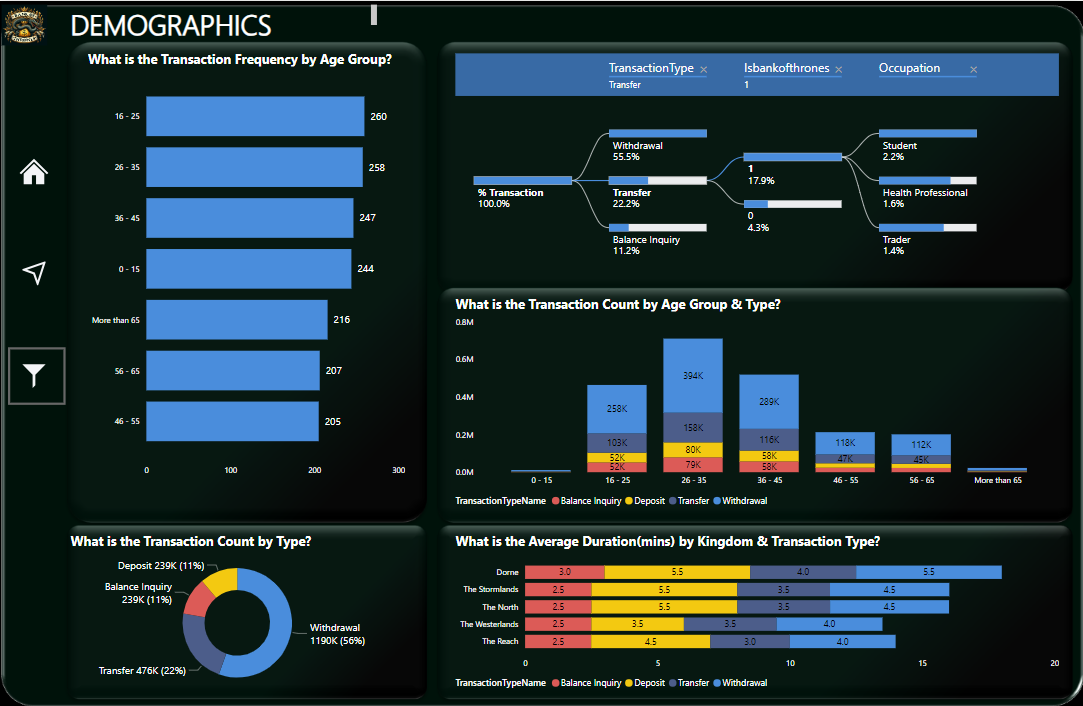 DEMOGRAPHICS
What is the Transaction Frequency by Age Group?
16 - 25
260
26 - 35
258
36 - 45
247
0 - 15
244
More than 65
216
56 - 65
207
46 - 55
205
0
100
200
300
TransactionType ×
Isbankofthrones ×
Occupation ×
Transfer
1
% Transaction
100.0%
Withdrawal
55.5%
Transfer
22.2%
Balance Inquiry
11.2%
1
17.9%
0
4.3%
Student
2.2%
Health Professional
1.6%
Trader
1.4%
What is the Transaction Count by Age Group & Type?
0.8M
0.6M
0.4M
0.2M
0.0M
258K
103K
52K
52K
394K
158K
80K
79K
289K
116K
58K
58K
118K
47K
112K
45K
0 - 15
16 - 25
26 - 35
36 - 45
46 - 55
56 - 65
More than 65
TransactionTypeName Balance Inquiry Deposit Transfer Withdrawal
What is the Transaction Count by Type?
Deposit 239K (11%)
Balance Inquiry
239K (11%)
Transfer 476K (22%)
Withdrawal
1190K (56%)
What is the Average Duration(mins) by Kingdom & Transaction Type?
Dorne 3.0 5.5 4.0 5.5
The Stormlands 2.5 5.5 3.5 4.5
The North 2.5 5.5 3.5 4.5
The Westerlands 2.5 3.5 3.5 4.0
The Reach 2.5 4.5 3.0 4.0
0
5
10
15
20
TransactionTypeName Balance Inquiry Deposit Transfer Withdrawal